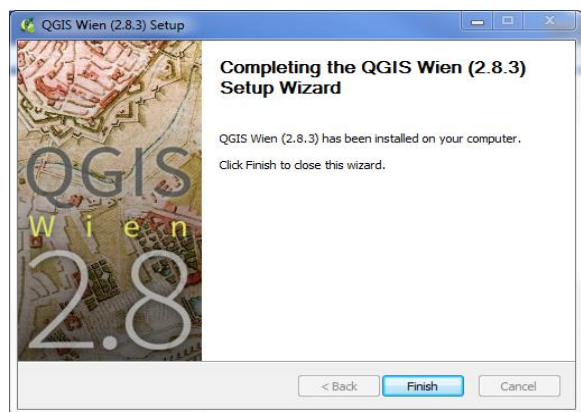 QGIS Wien (2.8.3) Setup
QGIS
Wien
2.8
Completing the QGIS Wien (2.8.3)
Setup Wizard
QGIS Wien (2.8.3) has been installed on your computer.
Click Finish to close this wizard.
< Back
Finish
Cancel